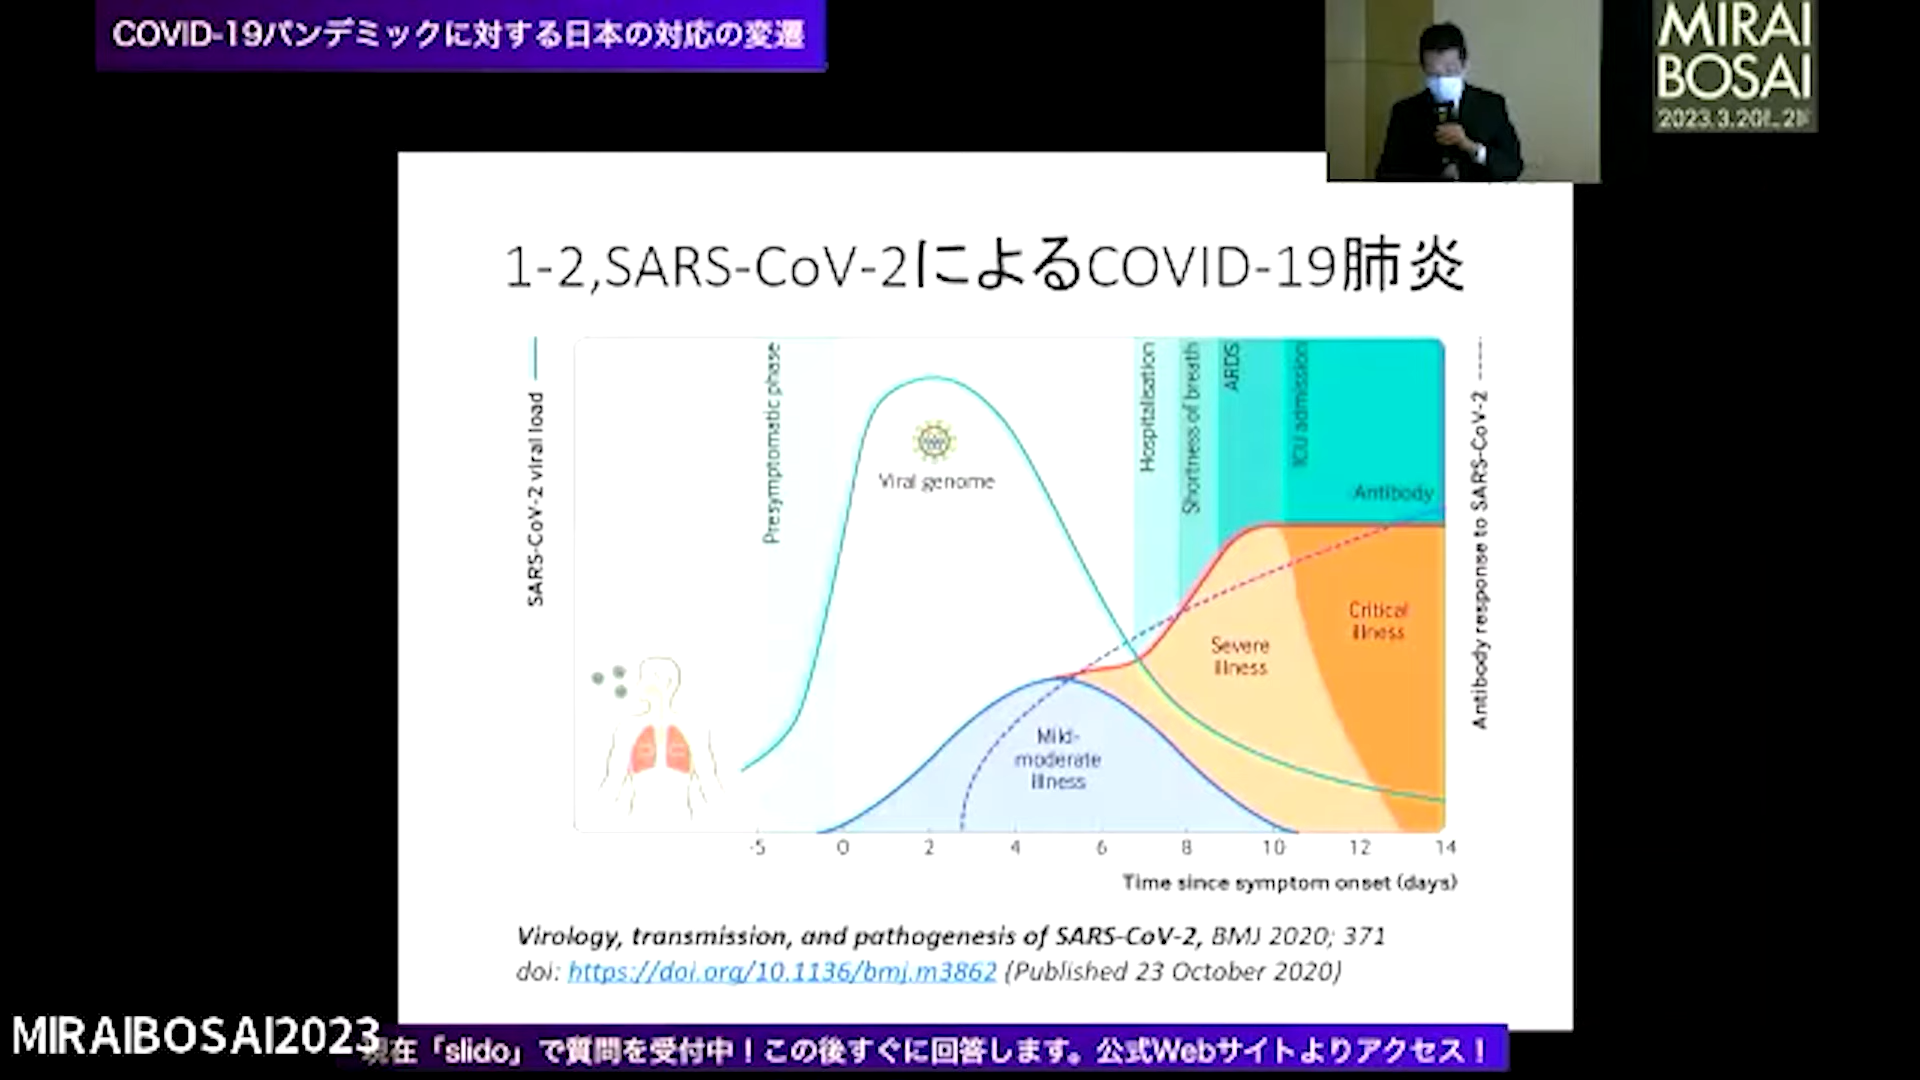 COVID-19パンデミックに対する日本の対応の変遷
MIRAI
BOSAI
2023.3.20
1-2,SARS-CoV-2によるCOVID-19肺炎
SARS-CoV-2 viral load
Presymptomatic phase
Viral genome
Hospitalisation
Shortness of breath
ARDS
ICU admission
Antibody
Antibody response to SARS-CoV-2
Critical
illness
Severe
illness
Mild-
moderate
illness
-5 0 2 4 6 8 10 12 14
Time since symptom onset (days)
Virology, transmission, and pathogenesis of SARS-CoV-2, BMJ 2020; 371
doi: https://doi.org/10.1136/bmj.m3862 (Published 23 October 2020)
MIRAIBOSAI2023
現在「slido」で質問を受付中！この後すぐに回答します。公式Webサイトよりアクセス！